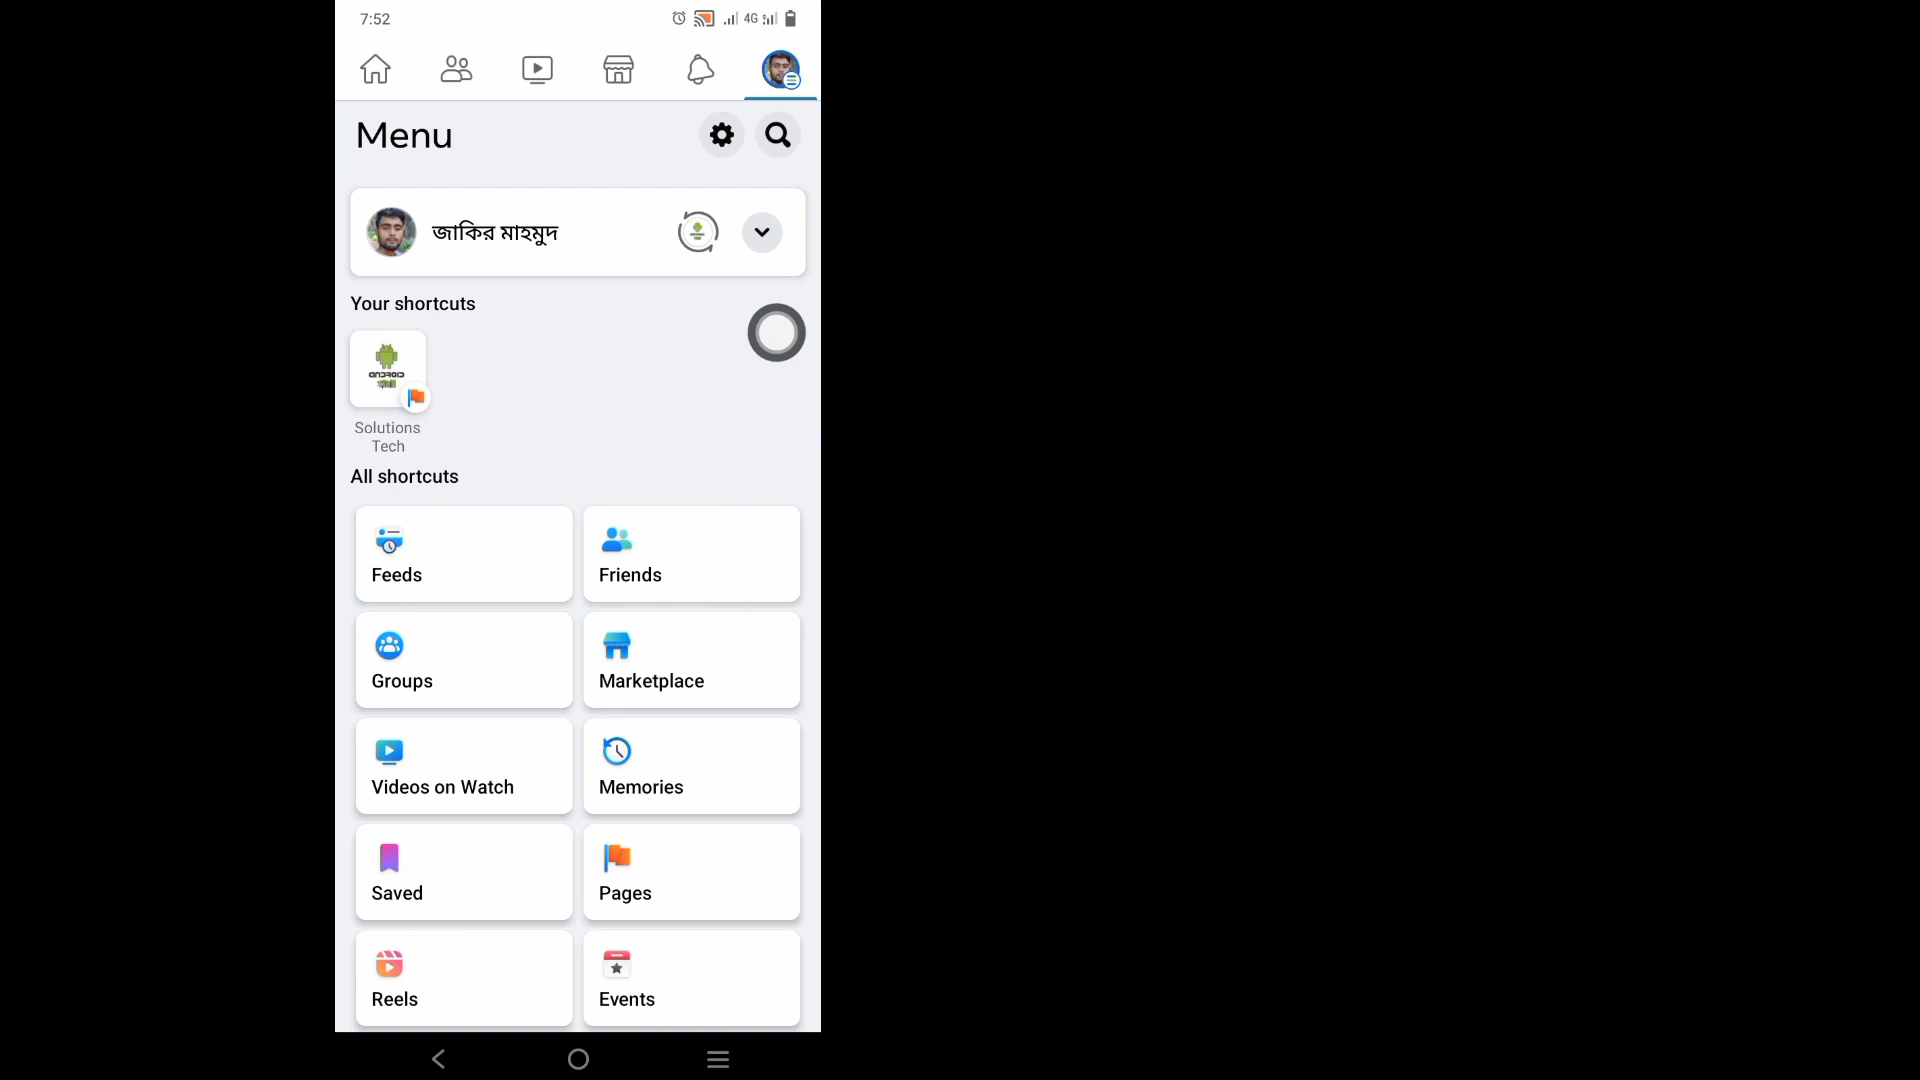 7:52
4G
Menu
জাকির মাহমুদ
Your shortcuts
ANDROID
Solutions
Tech
All shortcuts
Feeds
Friends
Groups
Marketplace
Videos on Watch
Memories
Saved
Pages
Reels
Events